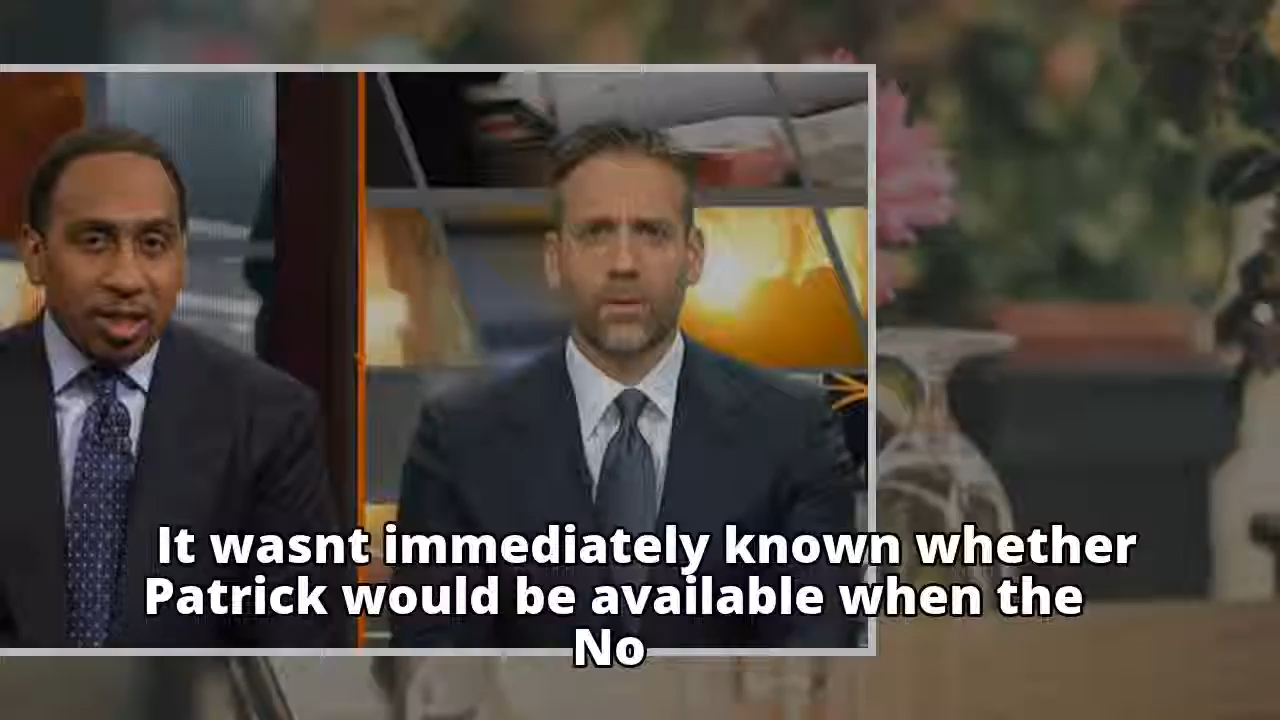 It wasnt immediately known whether
Patrick would be available when the
No